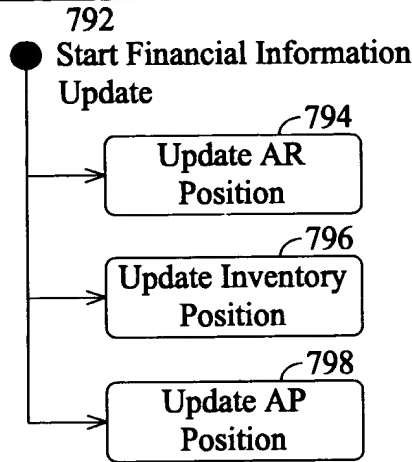 792
Start Financial Information
Update
794
Update AR
Position
796
Update Inventory
Position
798
Update AP
Position